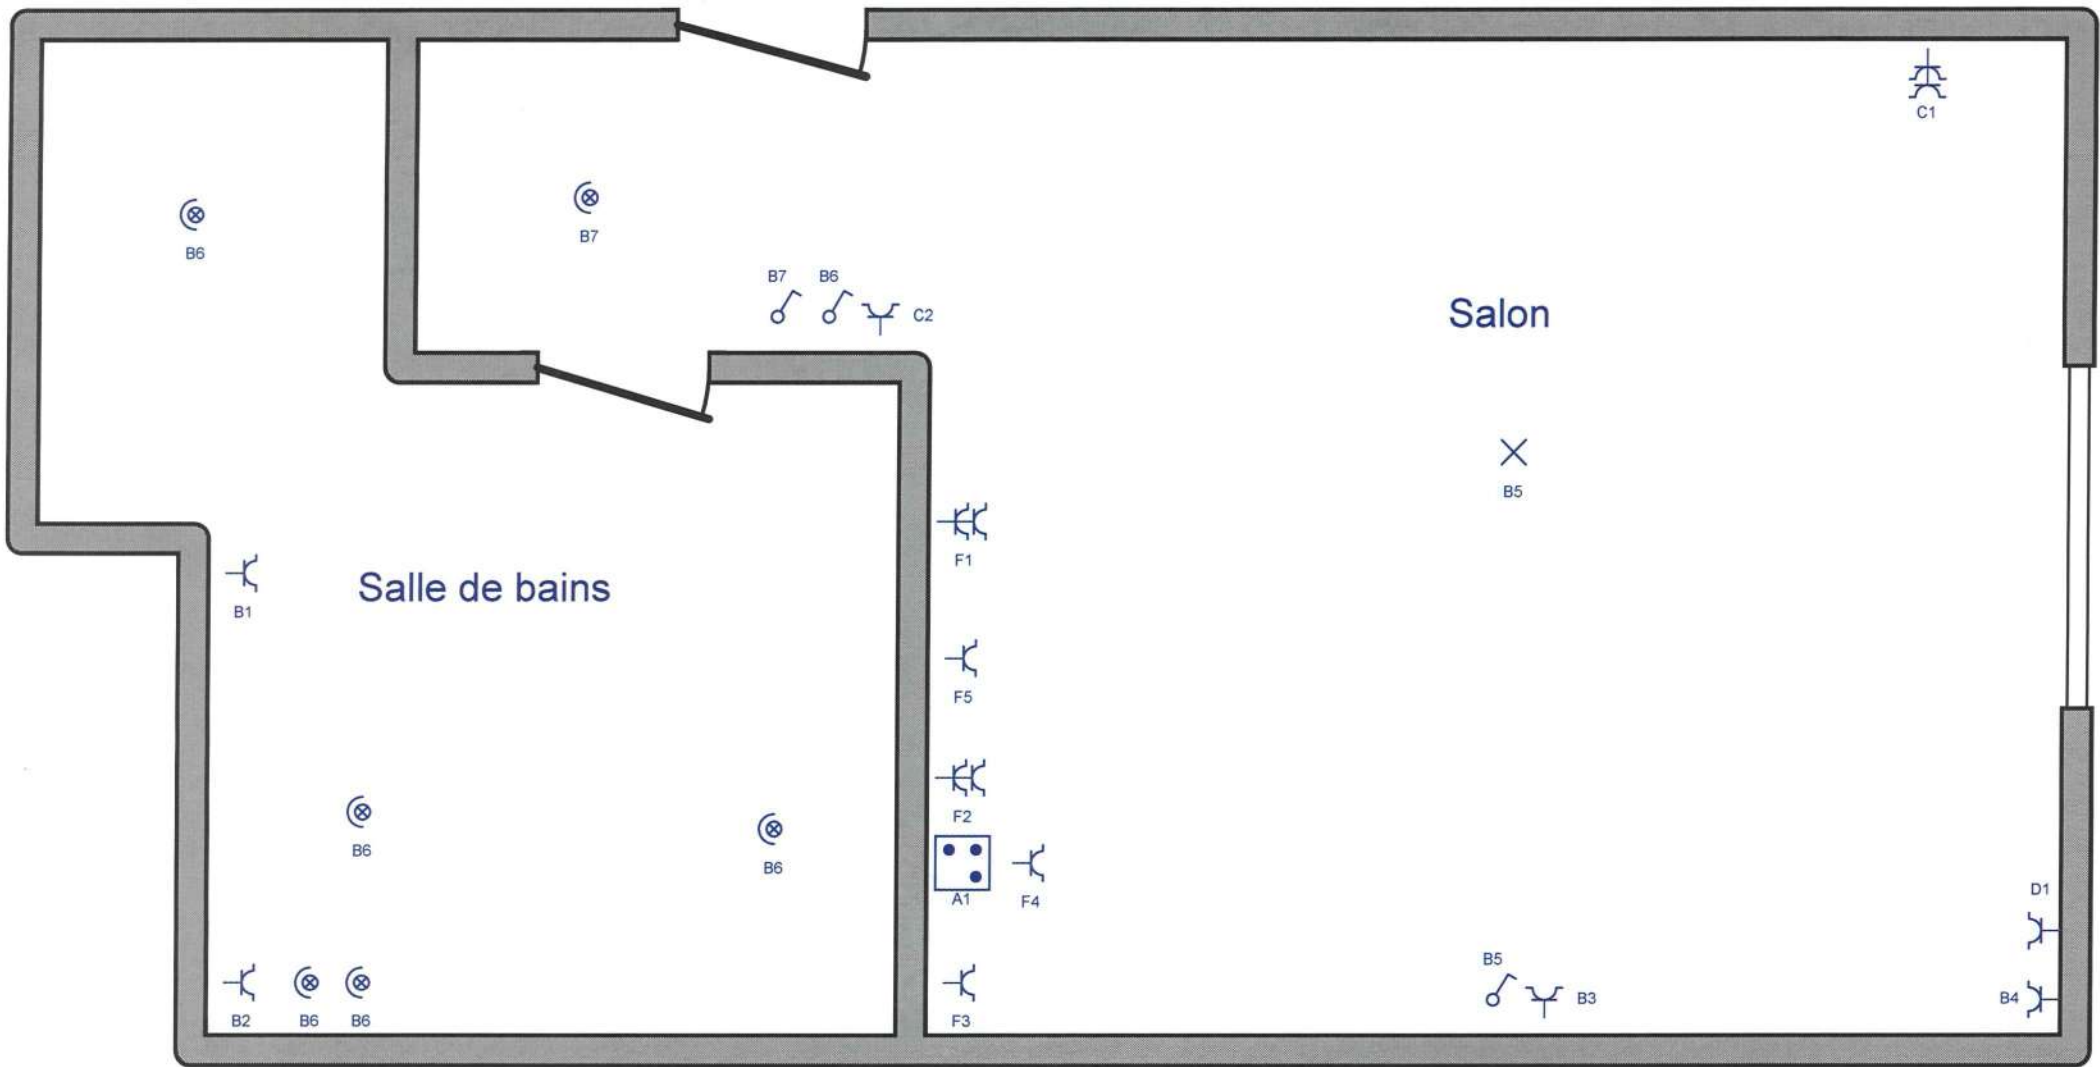 C1
B6
B7
B7 B6
C2
Salon
B5
F1
Salle de bains
B1
F5
F2
B6
B6
A1
F4
D1
B5
B3
B4
B2
B6
B6
F3